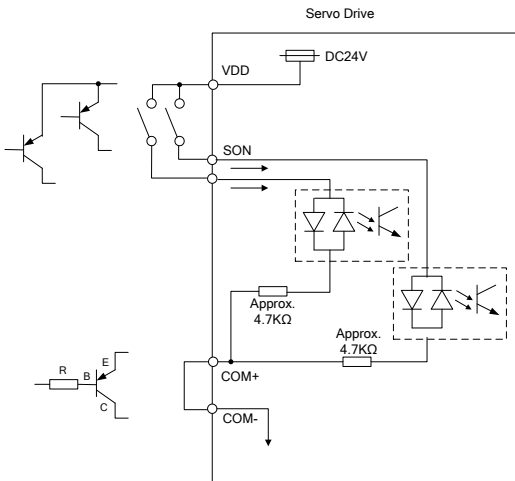 Servo Drive
DC24V
VDD
SON
Approx.
4.7KΩ
Approx.
4.7KΩ
COM+
COM-
R
B
E
C